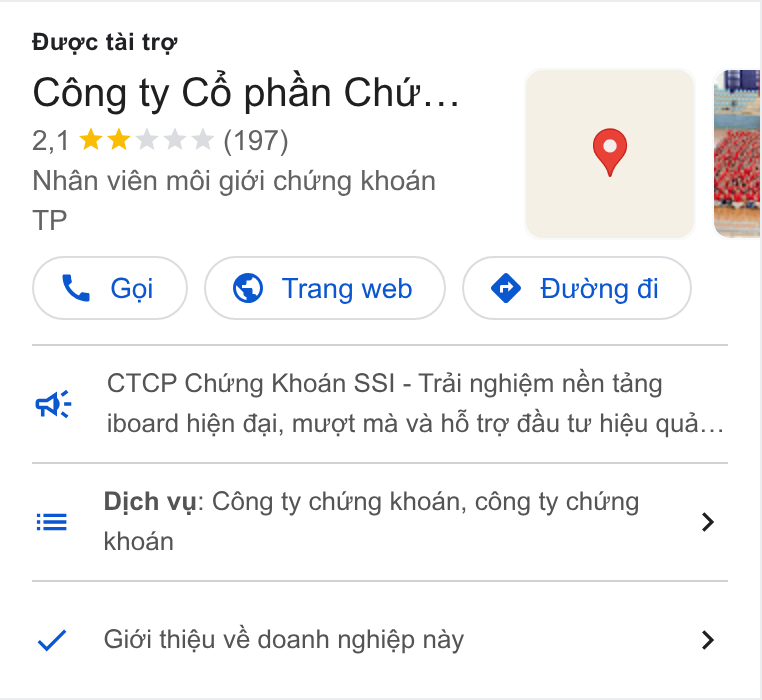 Được tài trợ
Công ty Cổ phần Chứ…
2,1 (197)
Nhân viên môi giới chứng khoán
TP
Gọi
Trang web
Đường đi
CTCP Chứng Khoán SSI - Trải nghiệm nền tảng
iboard hiện đại, mượt mà và hỗ trợ đầu tư hiệu quả…
Dịch vụ: Công ty chứng khoán, công ty chứng
khoán
Giới thiệu về doanh nghiệp này